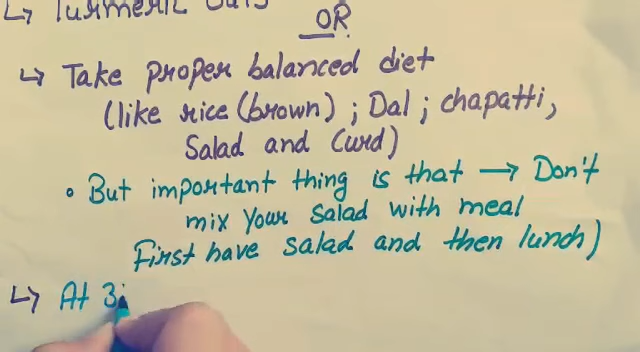 ↳ Turmeric
OR
↳ Take proper balanced diet
(like rice (brown) ; Dal ; chapatti,
Salad and Curd)
• But important thing is that → Don't
mix your salad with meal
First have salad and then lunch)
↳ At 3: